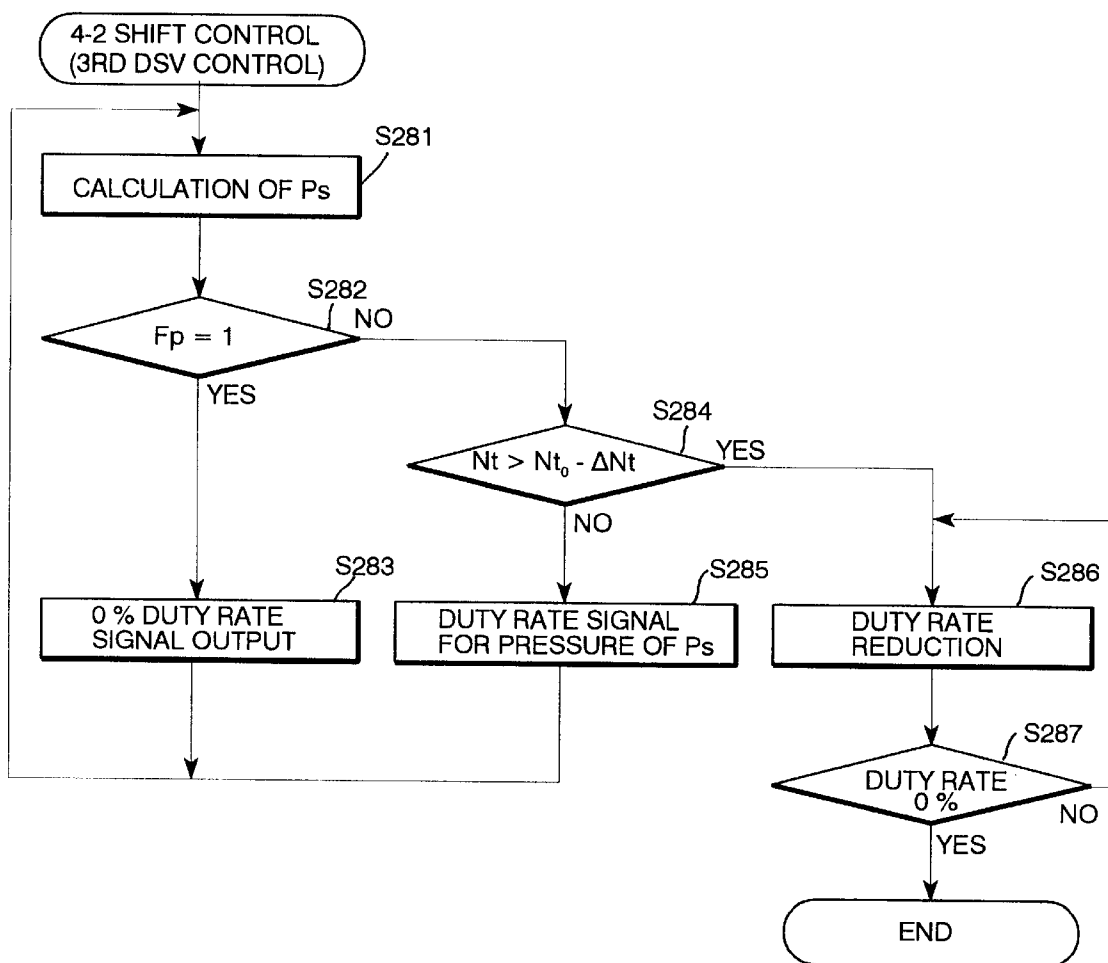 4-2 SHIFT CONTROL
(3RD DSV CONTROL)
S281
CALCULATION OF Ps
S282
Fp = 1
NO
YES
S284
Nt > Nt₀ - ΔNt
YES
NO
S283
0 % DUTY RATE
SIGNAL OUTPUT
S285
DUTY RATE SIGNAL
FOR PRESSURE OF Ps
S286
DUTY RATE
REDUCTION
S287
DUTY RATE
0 %
NO
YES
END